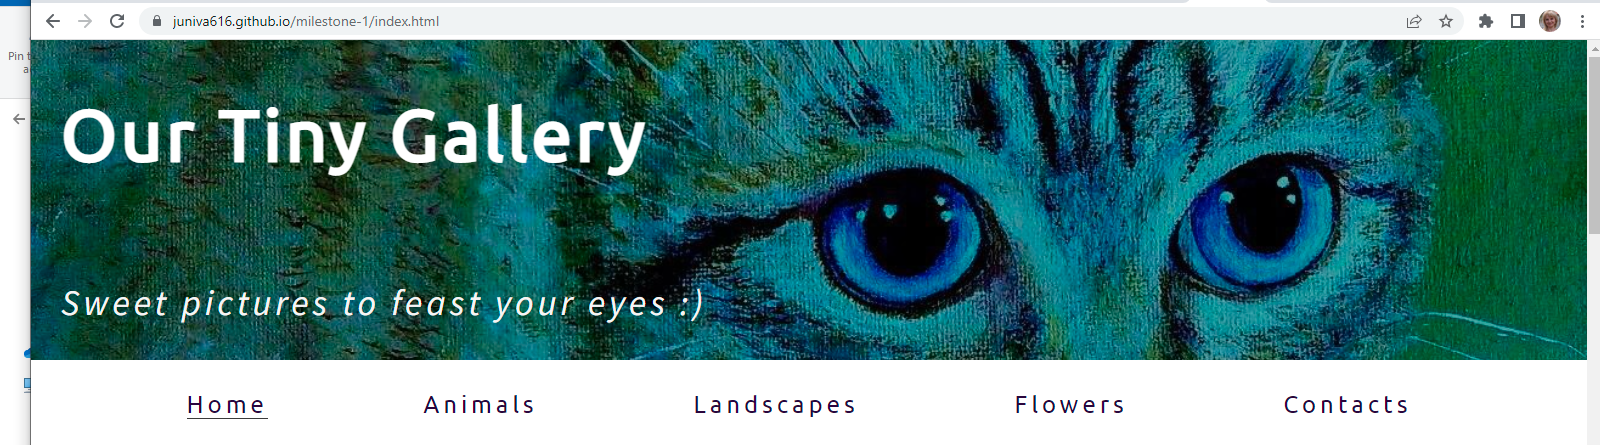 juniva616.github.io/milestone-1/index.html
Pin t
a
Our Tiny Gallery
Sweet pictures to feast your eyes :)
Home Animals Landscapes Flowers Contacts